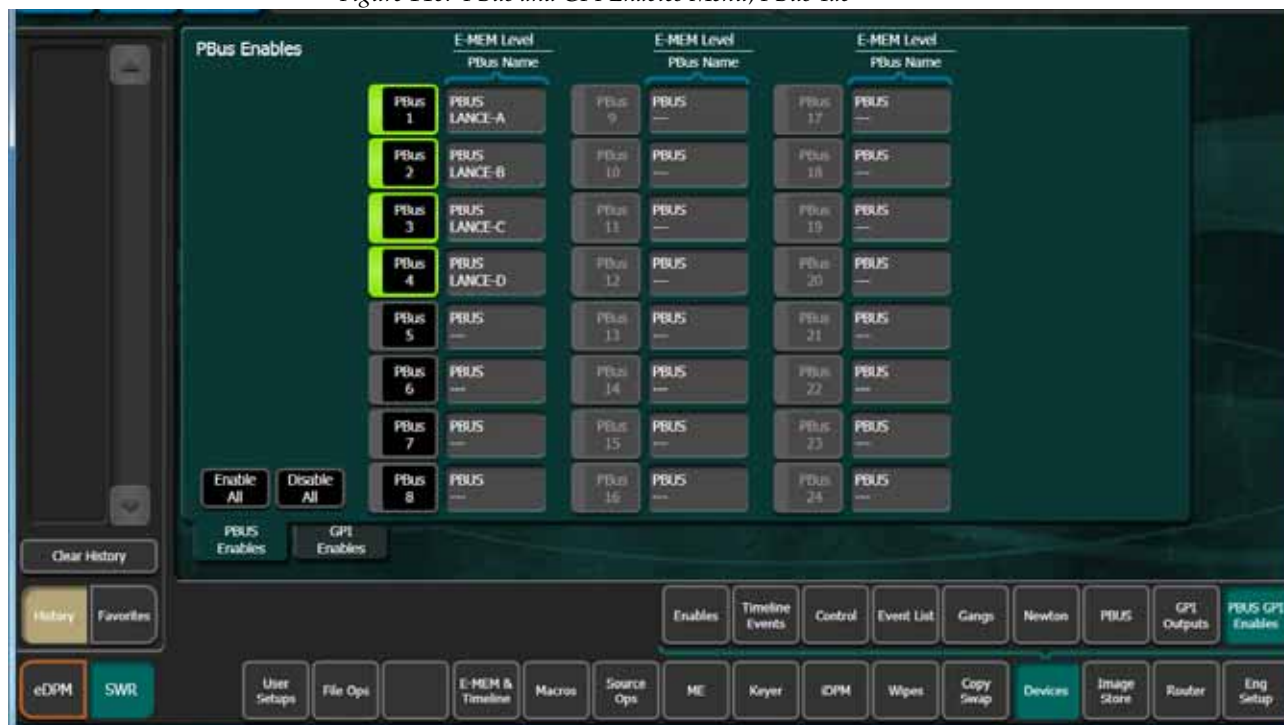 PBus Enables
E-MEM Level
PBus Name
E-MEM Level
PBus Name
E-MEM Level
PBus Name
PBus 1
PBUS
LANCE-A
PBus 9
PBUS
---
PBus 17
PBUS
---
PBus 2
PBUS
LANCE-B
PBus 10
PBUS
---
PBus 18
PBUS
---
PBus 3
PBUS
LANCE-C
PBus 11
PBUS
---
PBus 19
PBUS
---
PBus 4
PBUS
LANCE-D
PBus 12
PBUS
---
PBus 20
PBUS
---
PBus 5
PBUS
---
PBus 13
PBUS
---
PBus 21
PBUS
---
PBus 6
PBUS
---
PBus 14
PBUS
---
PBus 22
PBUS
---
PBus 7
PBUS
---
PBus 15
PBUS
---
PBus 23
PBUS
---
Enable All
Disable All
PBus 8
PBUS
---
PBus 16
PBUS
---
PBus 24
PBUS
---
PBUS Enables
GPI Enables
Clear History
History
Favorites
Enables
Timeline Events
Control
Event List
Gangs
Newton
PBUS
GPI Outputs
PBUS GPI Enables
eDPM
SWR
User Setups
File Ops
E-MEM & Timeline
Macros
Source Ops
ME
Keyer
iDPM
Wipes
Copy Swap
Devices
Image Store
Router
Eng Setup